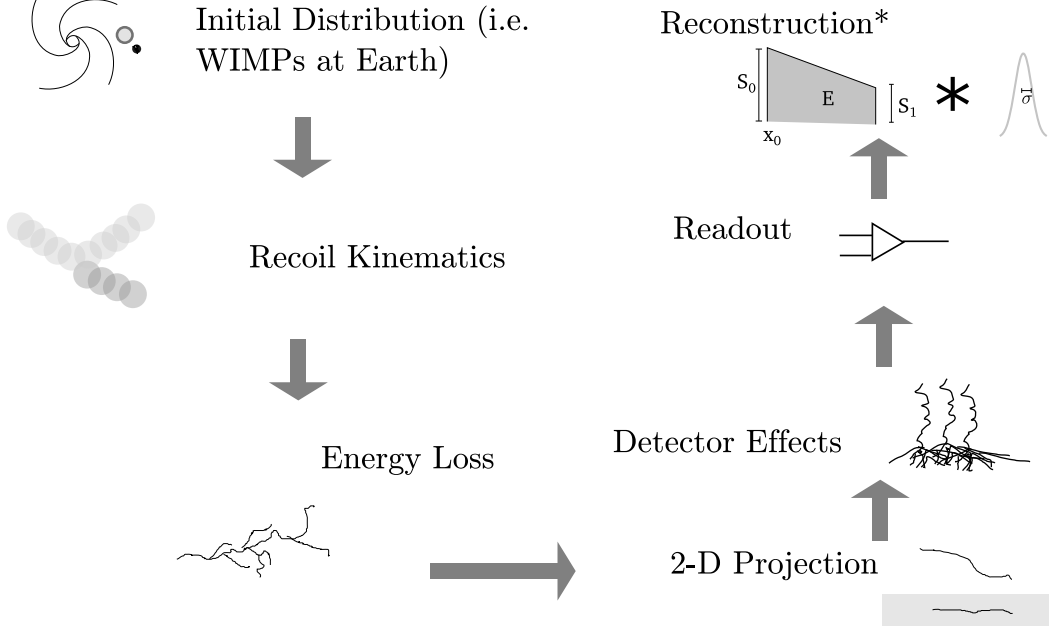 Initial Distribution (i.e.
WIMPs at Earth)
Recoil Kinematics
Energy Loss
2-D Projection
Detector Effects
Readout
Reconstruction*
S₀
E
S₁
x₀
*
σ